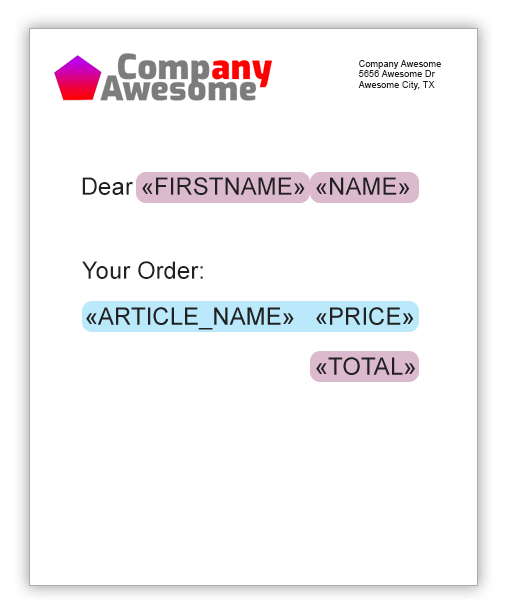 Company
Awesome
Company Awesome
5656 Awesome Dr
Awesome City, TX
Dear «FIRSTNAME» «NAME»
Your Order:
«ARTICLE_NAME» «PRICE»
«TOTAL»